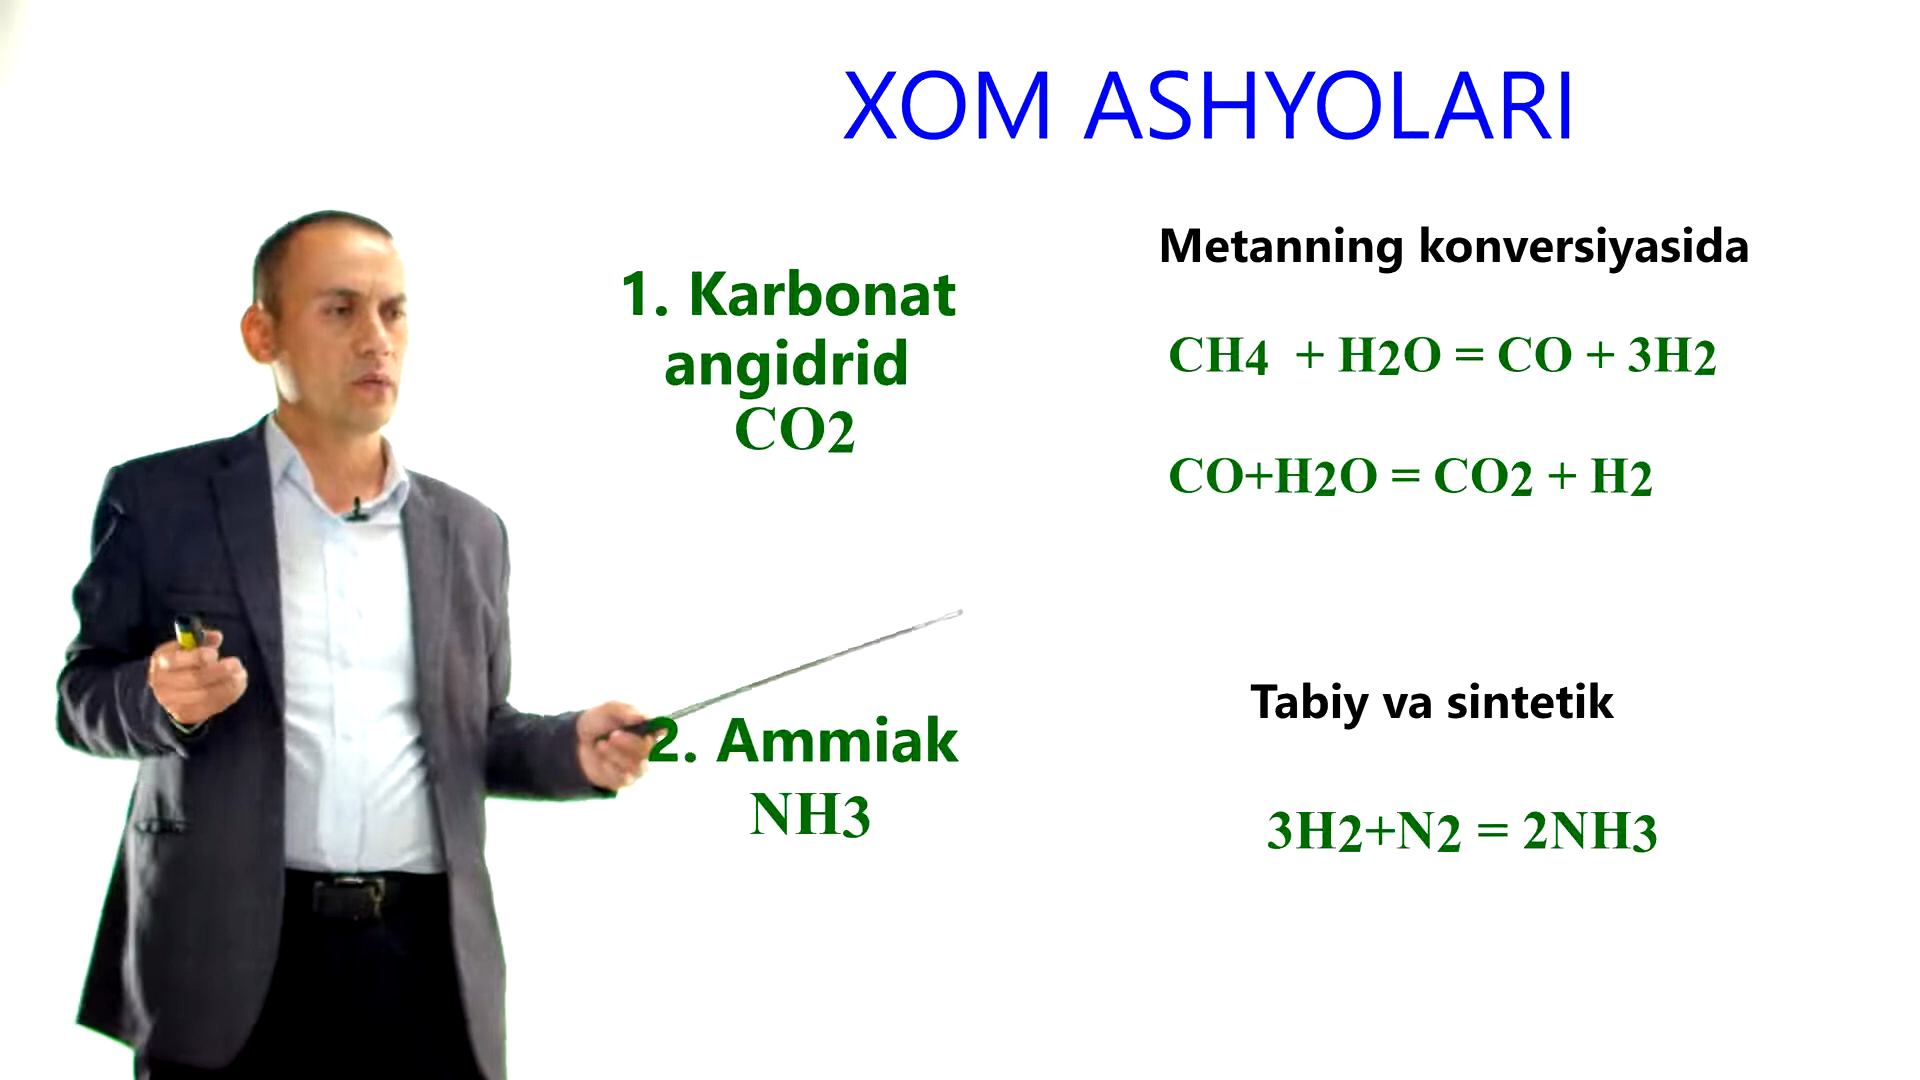 XOM ASHYOLARI
1. Karbonat
angidrid
CO2
Metanning konversiyasida
CH4 + H2O = CO + 3H2
CO+H2O = CO2 + H2
2. Ammiak
NH3
Tabiy va sintetik
3H2+N2 = 2NH3